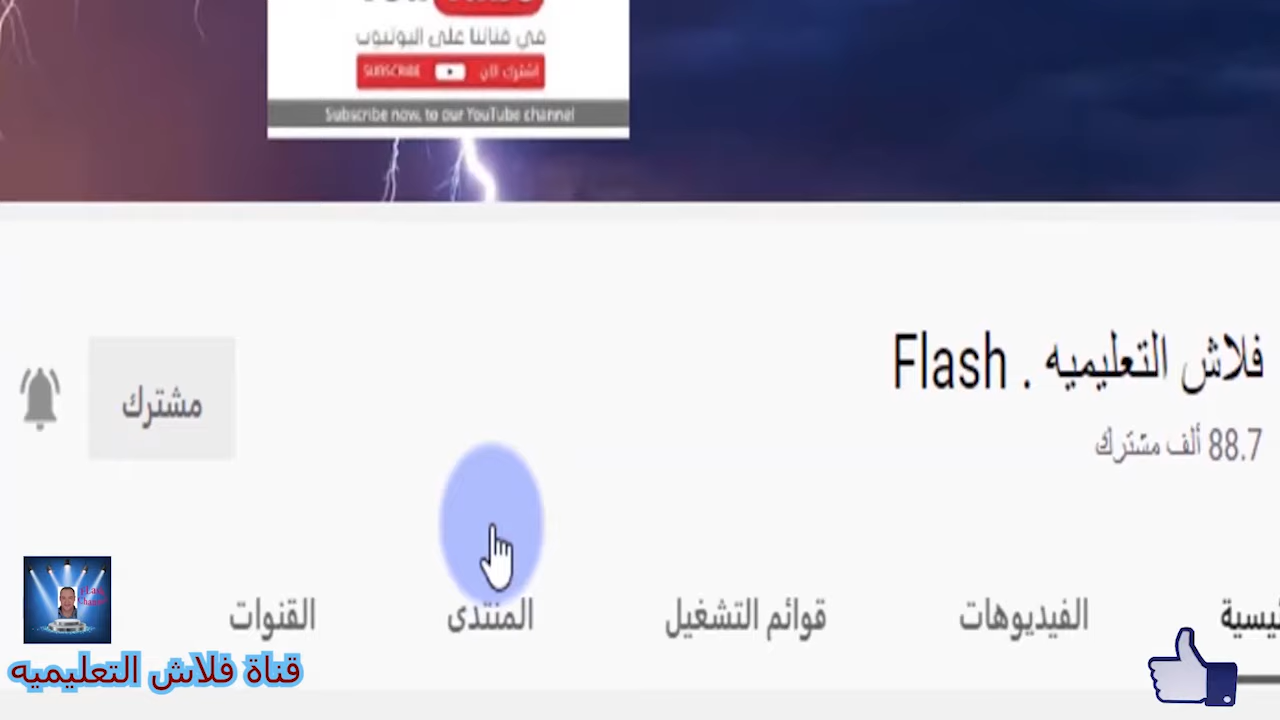 في قناتنا على اليوتيوب
SUBSCRIBE اشترك الآن
Subscribe now, to our YouTube channel
فلاش التعليميه . Flash
88.7 ألف مشترك
مشترك
الفيديوهات
قوائم التشغيل
المنتدى
القنوات
قناة فلاش التعليميه